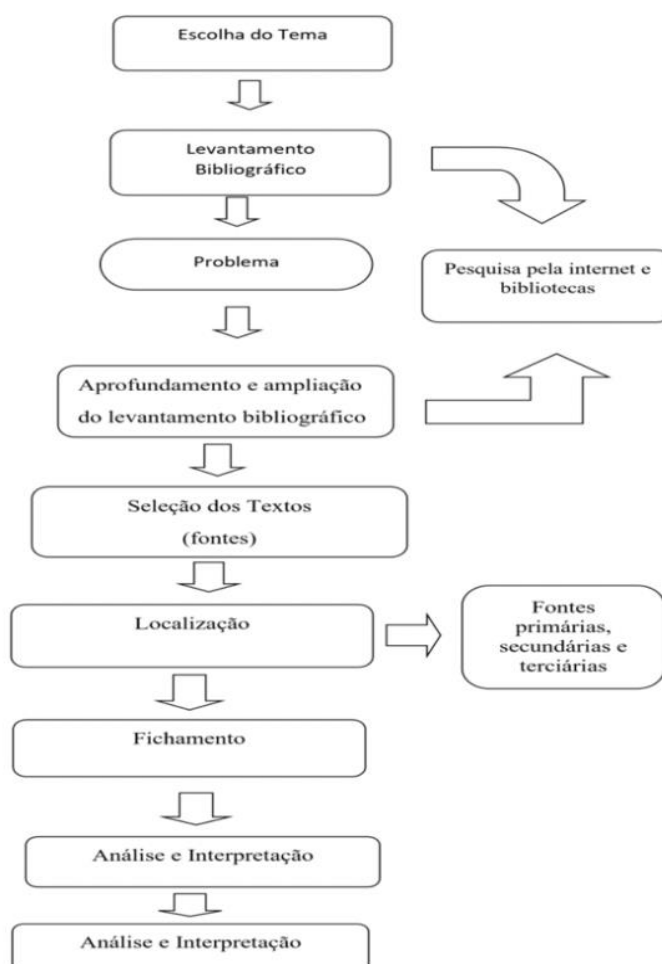 Escolha do Tema
Levantamento
Bibliográfico
Problema
Pesquisa pela internet e
bibliotecas
Aprofundamento e ampliação
do levantamento bibliográfico
Seleção dos Textos
(fontes)
Localização
Fontes
primárias,
secundárias e
terciárias
Fichamento
Análise e Interpretação
Análise e Interpretação